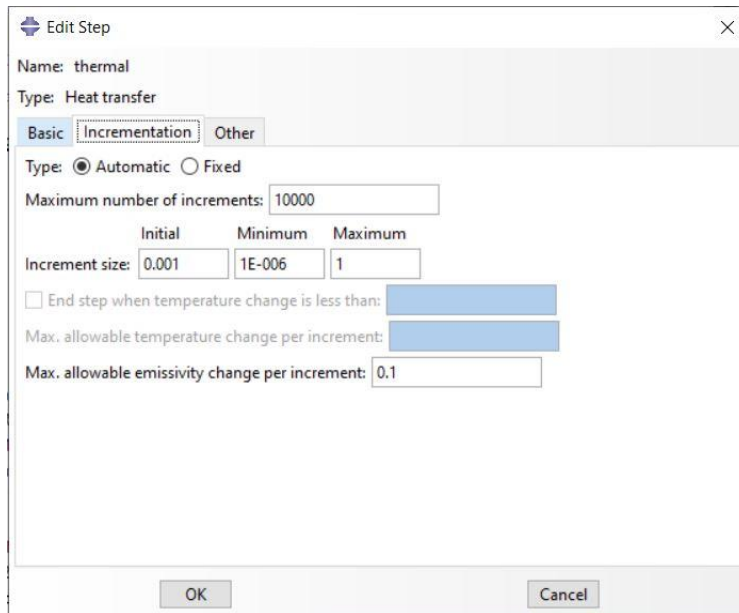 Edit Step
Name: thermal
Type: Heat transfer
Basic Incrementation Other
Type: Automatic Fixed
Maximum number of increments: 10000
Initial Minimum Maximum
Increment size: 0.001 1E-006 1
End step when temperature change is less than:
Max. allowable temperature change per increment:
Max. allowable emissivity change per increment: 0.1
OK Cancel